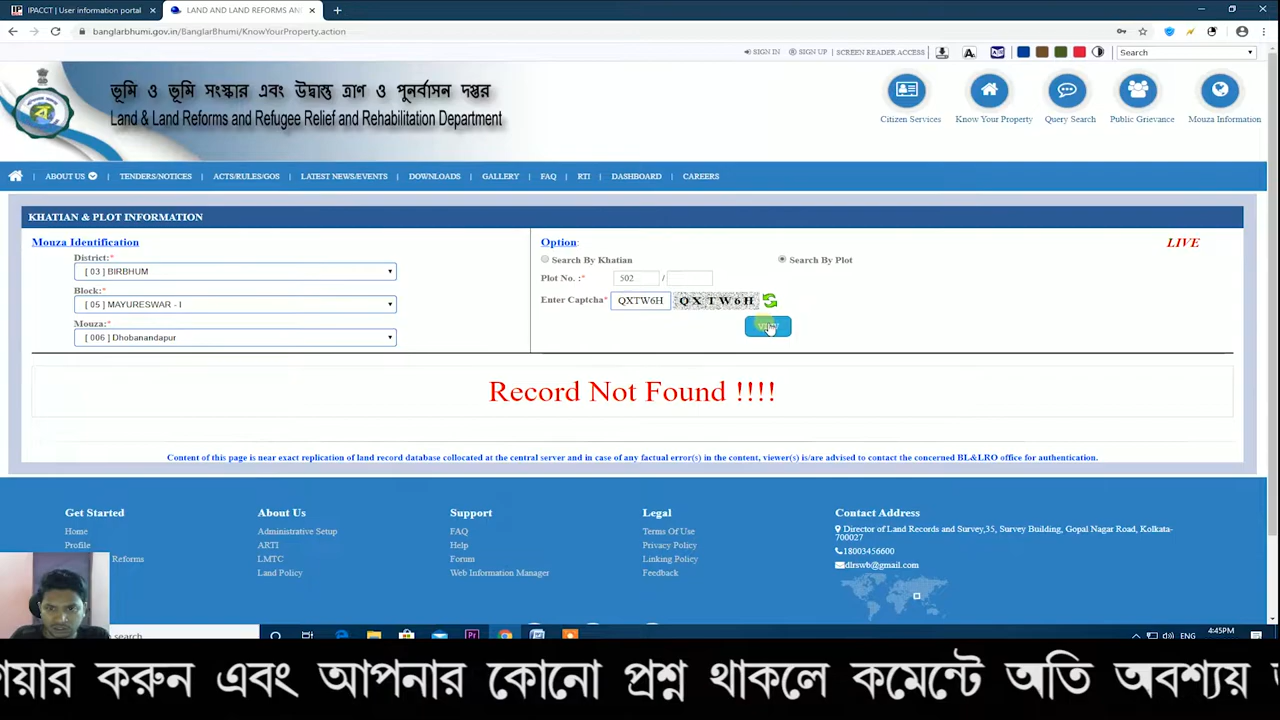 IPACCT | User information portal
LAND AND LAND REFORMS AN
banglarbhumi.gov.in/BanglarBhumi/KnowYourProperty.action
SIGN IN SIGN UP | SCREEN READER ACCESS
Search
ভূমি ও ভূমি সংস্কার এবং উদ্বাস্তু ত্রাণ ও পুনর্বাসন দপ্তর
Land & Land Reforms and Refugee Relief and Rehabilitation Department
Citizen Services Know Your Property Query Search Public Grievance Mouza Information
ABOUT US | TENDERS/NOTICES | ACTS/RULES/GOS | LATEST NEWS/EVENTS | DOWNLOADS | GALLERY | FAQ | RTI | DASHBOARD | CAREERS
KHATIAN & PLOT INFORMATION
Mouza Identification
District:*
[ 03 ] BIRBHUM
Block:*
[ 05 ] MAYURESWAR - I
Mouza:*
[ 006 ] Dhobanandapur
Option:
LIVE
Search By Khatian
Search By Plot
Plot No. :* 502 /
Enter Captcha* QXTW6H QXTW6H
Record Not Found !!!!
Content of this page is near exact replication of land record database collocated at the central server and in case of any factual error(s) in the content, viewer(s) is/are advised to contact the concerned BL&LRO office for authentication.
Get Started
Home
Profile
Reforms
About Us
Administrative Setup
ARTI
LMTC
Land Policy
Support
FAQ
Help
Forum
Web Information Manager
Legal
Terms Of Use
Privacy Policy
Linking Policy
Feedback
Contact Address
Director of Land Records and Survey,35, Survey Building, Gopal Nagar Road, Kolkata-
700027
18003456600
dlrswb@gmail.com
search
ENG
4:45PM
করুন এবং আপনার কোনো প্রশ্ন থাকলে কমেন্টে অতি অবশ্যয়